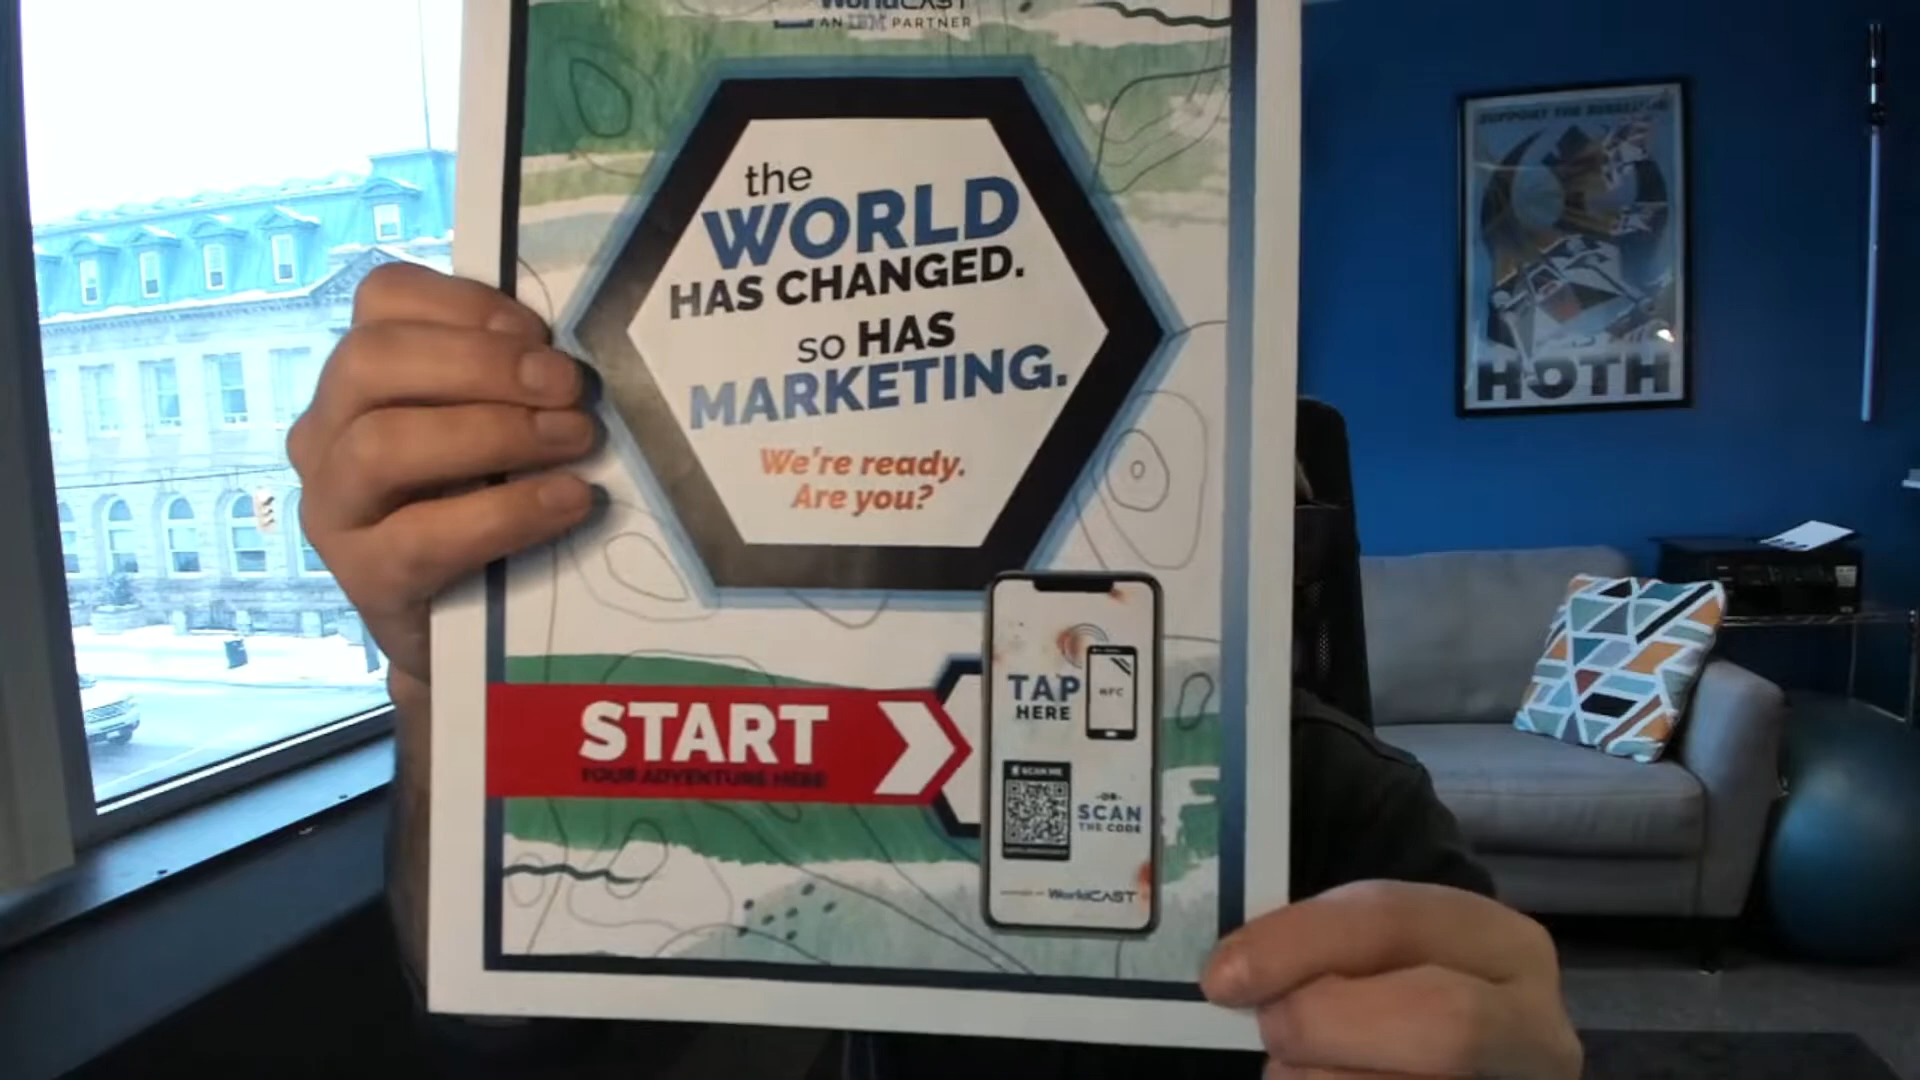 WorldCAST
AN IBM PARTNER
the
WORLD
HAS CHANGED.
so HAS
MARKETING.
We're ready.
Are you?
START
YOUR ADVENTURE HERE
TAP
HERE
NFC
SCAN ME
-OR-
SCAN
THE CODE
WorldCAST
SUPPORT THE REBELLION
HOTH